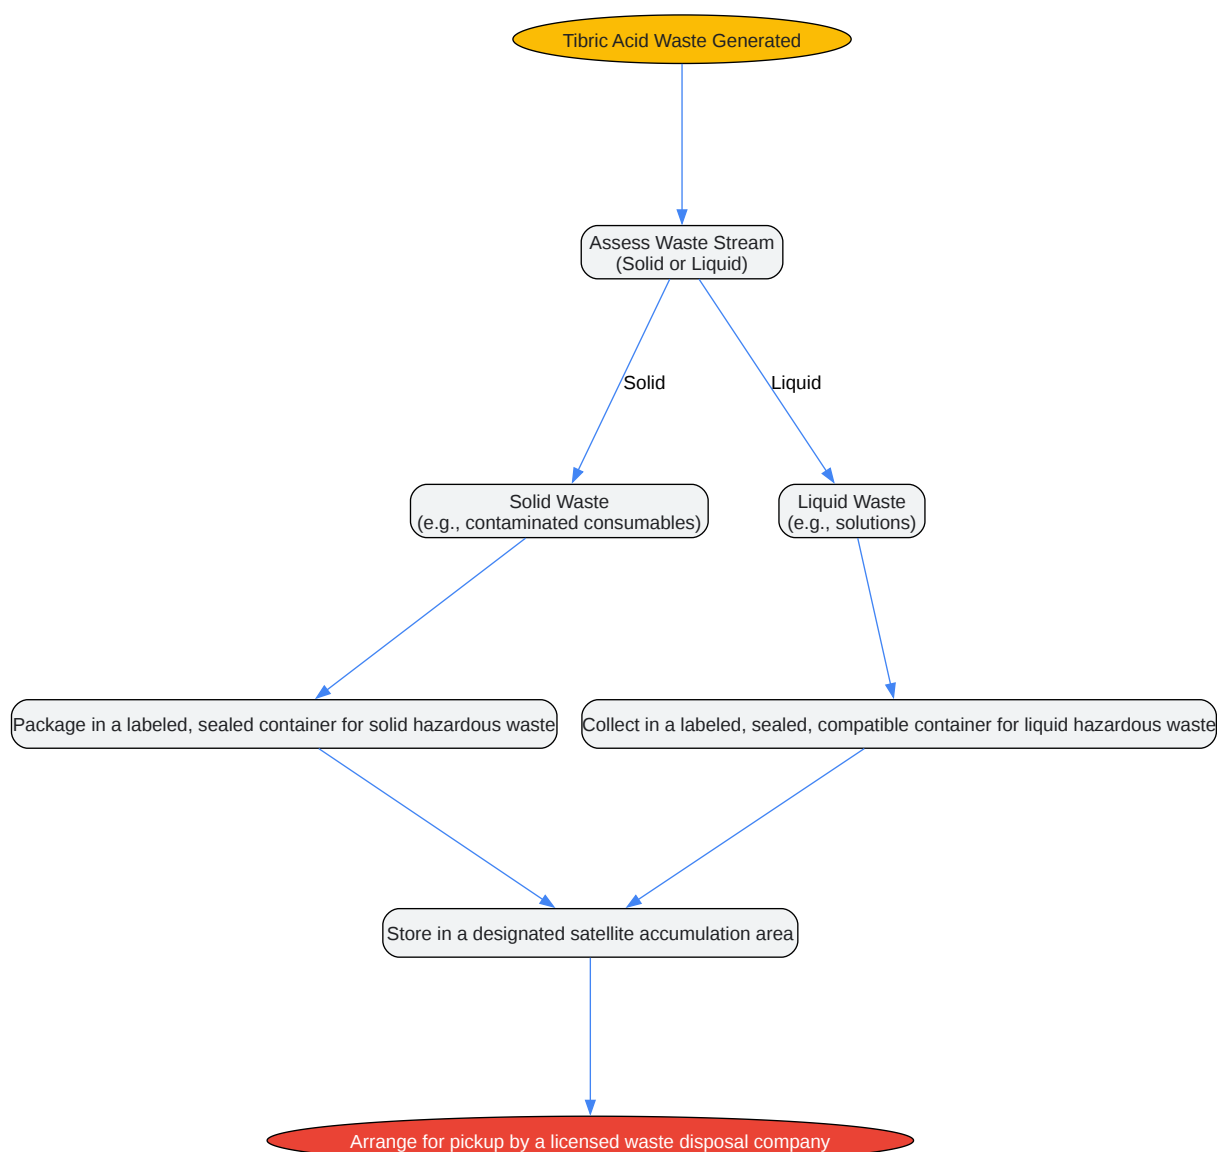 Tibric Acid Waste Generated
Assess Waste Stream
(Solid or Liquid)
Solid
Liquid
Solid Waste
(e.g., contaminated consumables)
Liquid Waste
(e.g., solutions)
Package in a labeled, sealed container for solid hazardous waste
Collect in a labeled, sealed, compatible container for liquid hazardous waste
Store in a designated satellite accumulation area
Arrange for pickup by a licensed waste disposal company